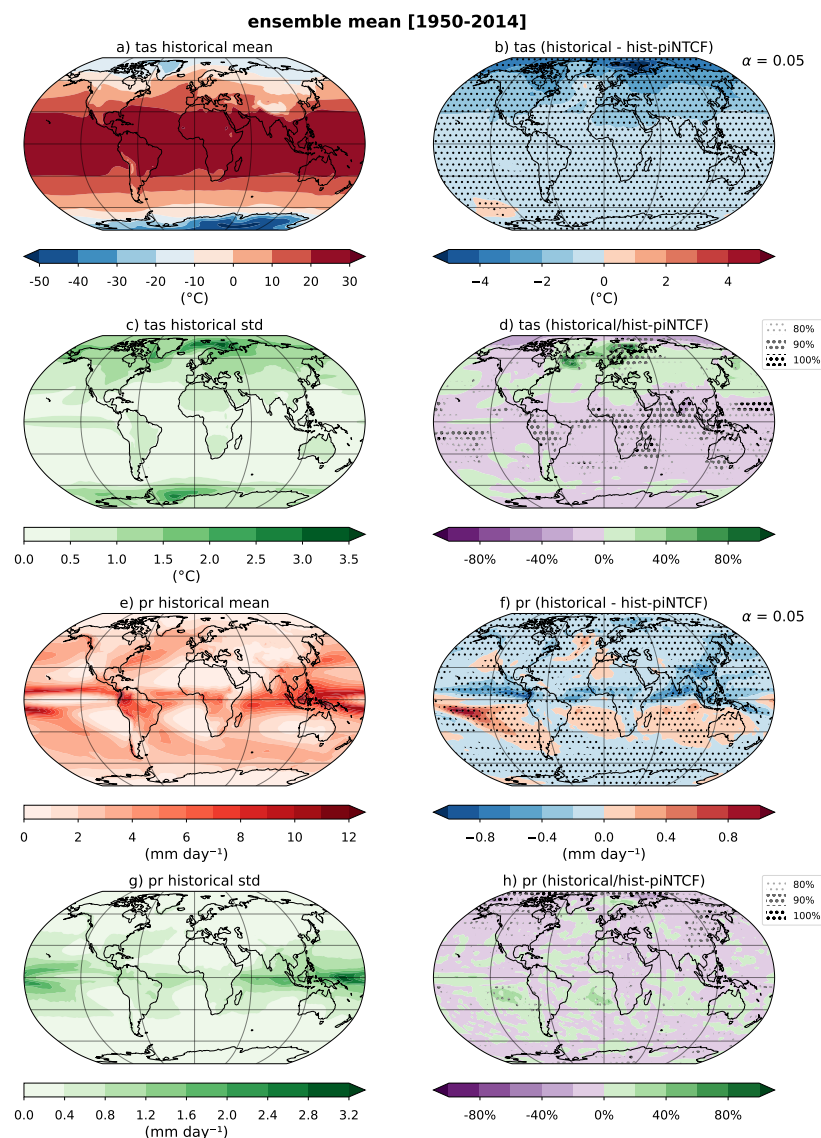 ensemble mean [1950-2014]
a) tas historical mean
b) tas (historical - hist-piNTCF)
α = 0.05
-50 -40 -30 -20 -10 0 10 20 30
(°C)
−4 −2 0 2 4
(°C)
c) tas historical std
d) tas (historical/hist-piNTCF)
80%
90%
100%
0.0 0.5 1.0 1.5 2.0 2.5 3.0 3.5
(°C)
-80% -40% 0% 40% 80%
e) pr historical mean
f) pr (historical - hist-piNTCF)
α = 0.05
0 2 4 6 8 10 12
(mm day⁻¹)
−0.8 −0.4 0.0 0.4 0.8
(mm day⁻¹)
g) pr historical std
h) pr (historical/hist-piNTCF)
80%
90%
100%
0.0 0.4 0.8 1.2 1.6 2.0 2.4 2.8 3.2
(mm day⁻¹)
-80% -40% 0% 40% 80%